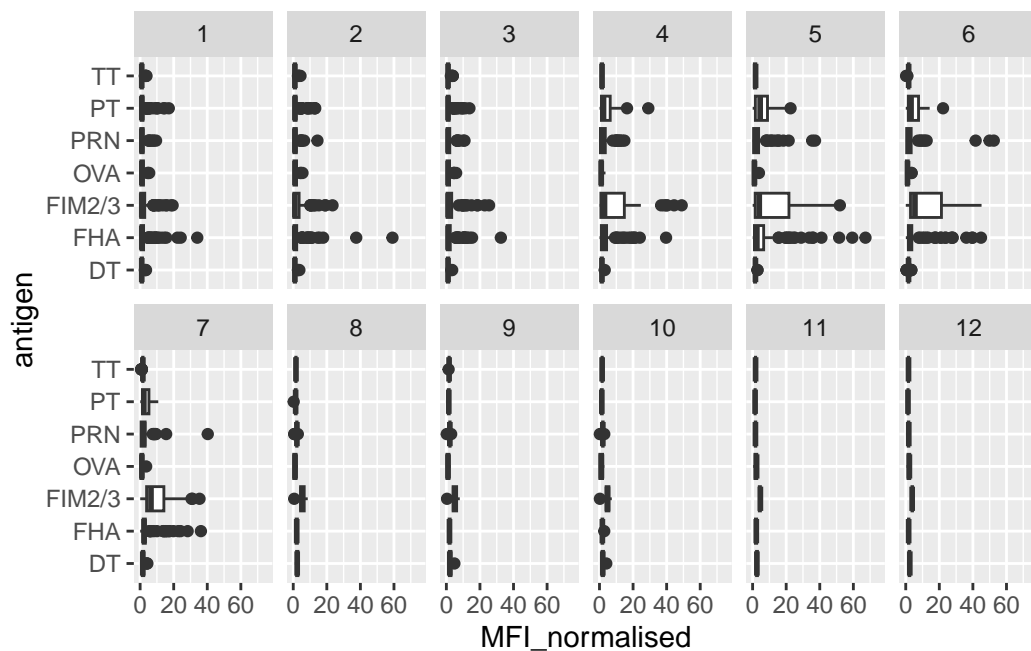 1 2 3 4 5 6
TT
PT
PRN
OVA
FIM2/3
FHA
DT
antigen
7 8 9 10 11 12
TT
PT
PRN
OVA
FIM2/3
FHA
DT
0 20 40 60 0 20 40 60 0 20 40 60 0 20 40 60 0 20 40 60 0 20 40 60
MFI_normalised